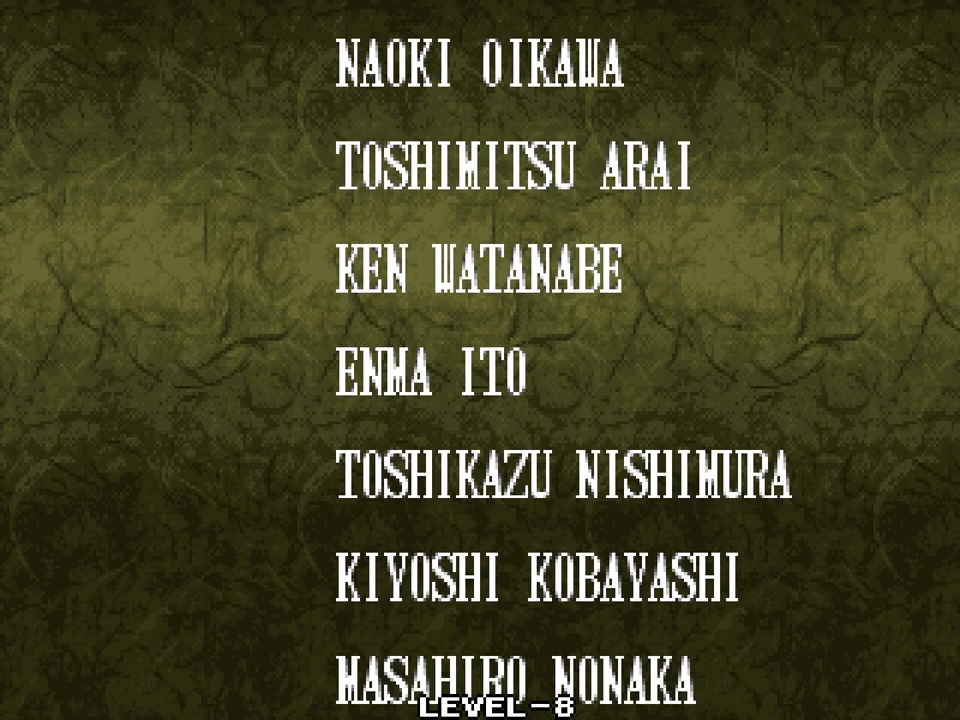 NAOKI OIKAWA
TOSHIMITSU ARAI
KEN WATANABE
ENMA ITO
TOSHIKAZU NISHIMURA
KIYOSHI KOBAYASHI
MASAHIRO NONAKA
LEVEL-8